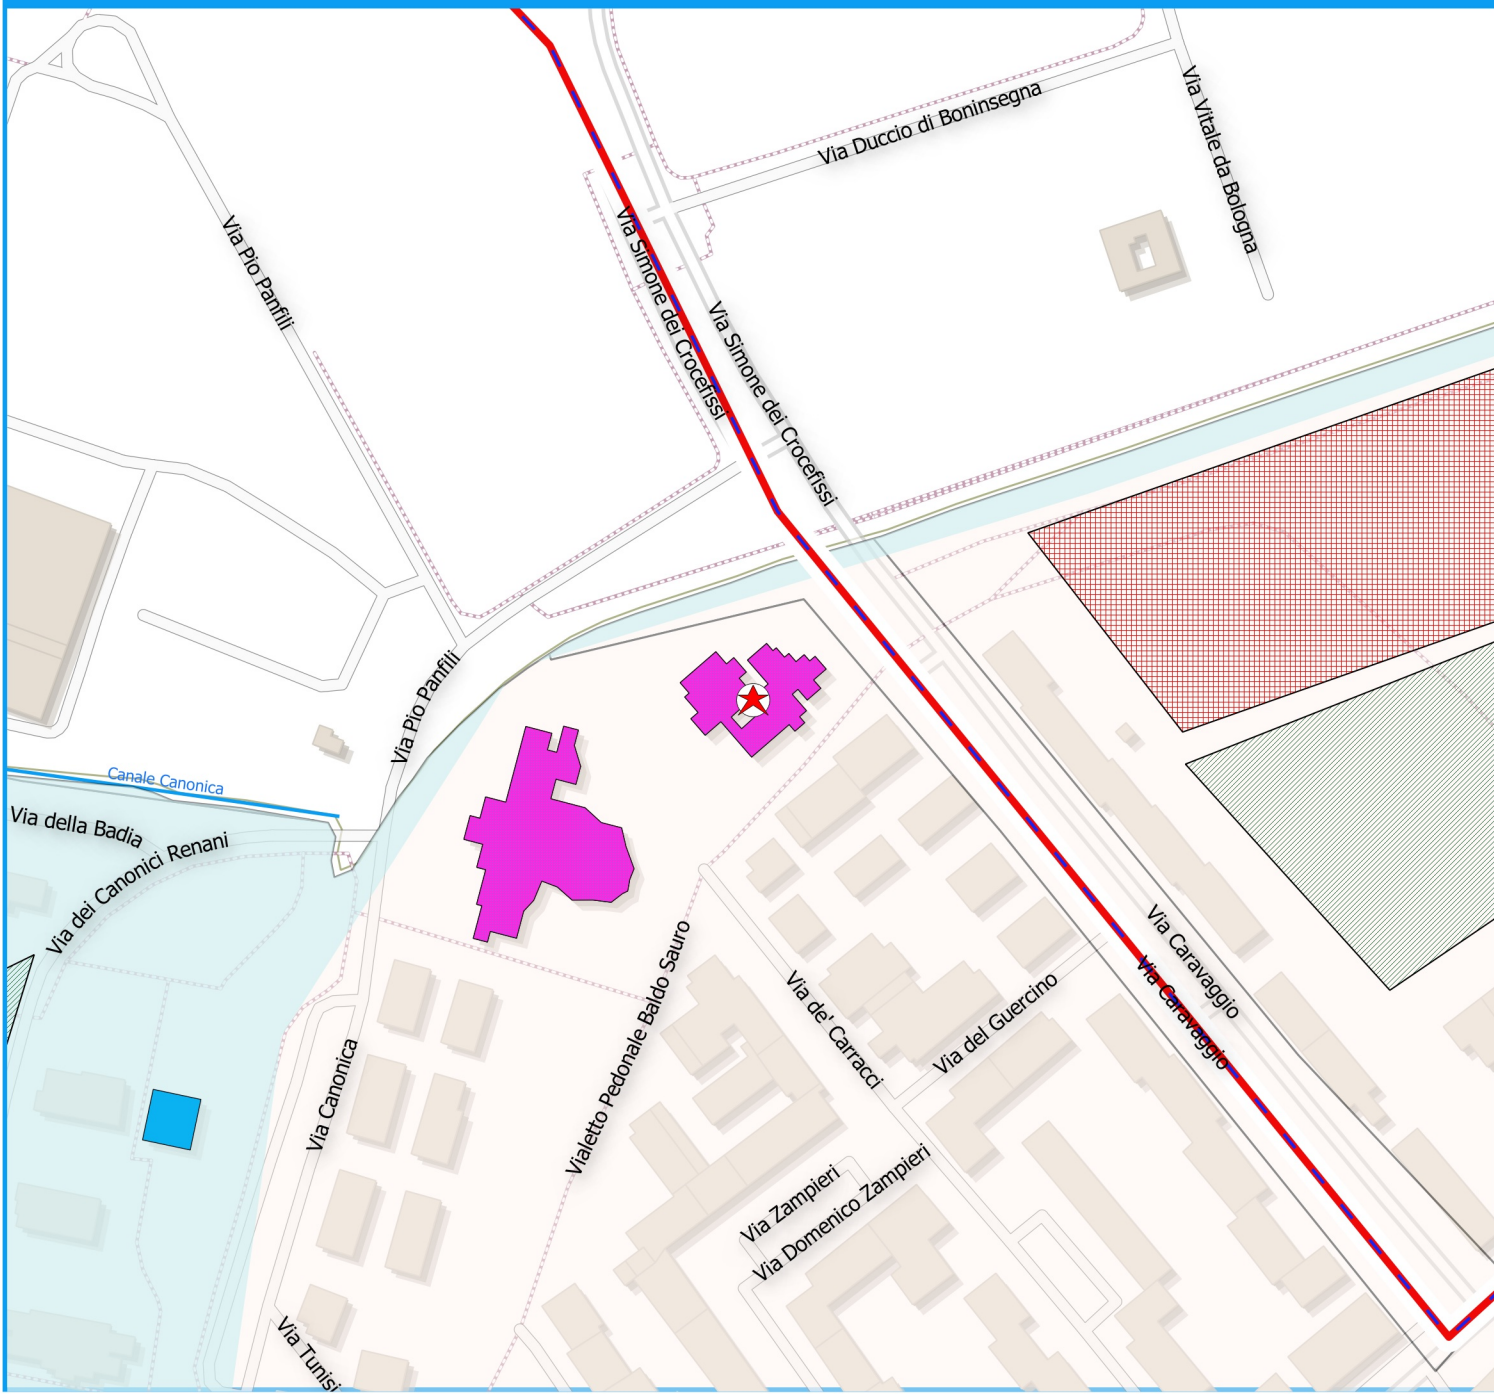 Via Duccio di Boninsegna
Via Vitale da Bologna
Via Pio Panfili
Via Simone dei Crocefissi
Via Simone dei Crocefissi
Via Pio Panfili
Canale Canonica
Via della Badia
Via dei Canonici Renani
Via Caravaggio
Via Caravaggio
Vialetto Pedonale Baldo Sauro
Via de' Carracci
Via del Guercino
Via Canonica
Via Zampieri
Via Domenico Zampieri
Via Tunisi